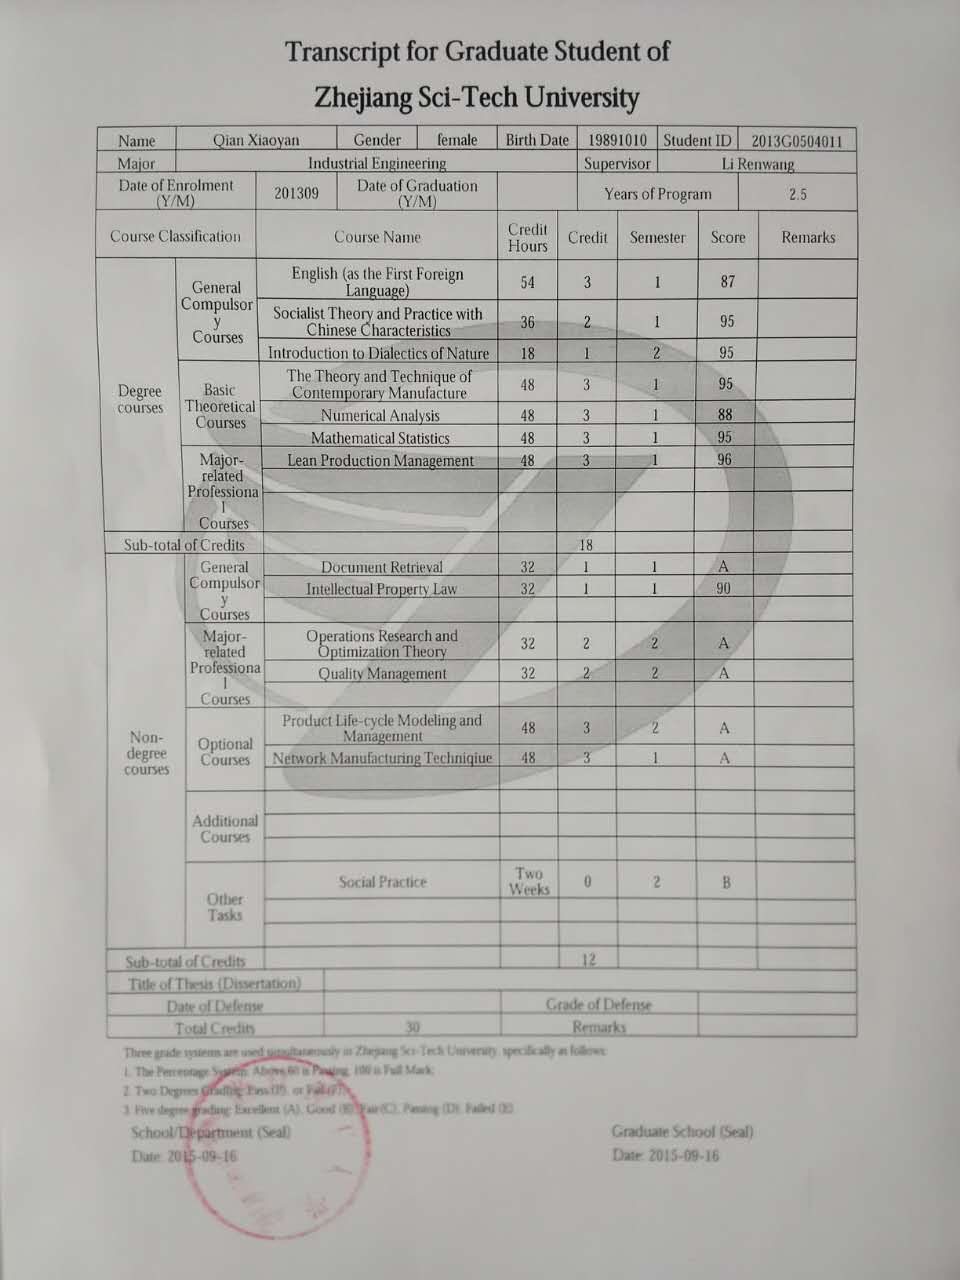 Transcript for Graduate Student of
Zhejiang Sci-Tech University
Name Qian Xiaoyan Gender female Birth Date 19891010 Student ID 2013G0504011
Major Industrial Engineering Supervisor Li Renwang
Date of Enrolment (Y/M) 201309 Date of Graduation (Y/M) Years of Program 2.5
Course Classification Course Name Credit Hours Credit Semester Score Remarks
Degree courses
General
Compulsor
y
Courses
English (as the First Foreign Language) 54 3 1 87
Socialist Theory and Practice with Chinese Characteristics 36 2 1 95
Introduction to Dialectics of Nature 18 1 2 95
Basic
Theoretical
Courses
The Theory and Technique of Contemporary Manufacture 48 3 1 95
Numerical Analysis 48 3 1 88
Mathematical Statistics 48 3 1 95
Major-
related
Professiona
l
Courses
Lean Production Management 48 3 1 96
Sub-total of Credits 18
Non-
degree
courses
General
Compulsor
y
Courses
Document Retrieval 32 1 1 A
Intellectual Property Law 32 1 1 90
Major-
related
Professiona
l
Courses
Operations Research and Optimization Theory 32 2 2 A
Quality Management 32 2 2 A
Optional
Courses
Product Life-cycle Modeling and Management 48 3 2 A
Network Manufacturing Techniqiue 48 3 1 A
Additional
Courses
Other
Tasks
Social Practice Two Weeks 0 2 B
Sub-total of Credits 12
Title of Thesis (Dissertation)
Date of Defense Grade of Defense
Total Credits 30 Remarks
Three grade systems are used simultaneously in Zhejiang Sci-Tech University, specifically as follows:
1. The Percentage System: Above 60 is Passing, 100 is Full Mark;
2. Two Degrees Grading: Pass (P), or Fail (F);
3. Five degree grading: Excellent (A), Good (B), Fair (C), Passing (D), Failed
School/Department (Seal) Graduate School (Seal)
Date: 2015-09-16 Date: 2015-09-16